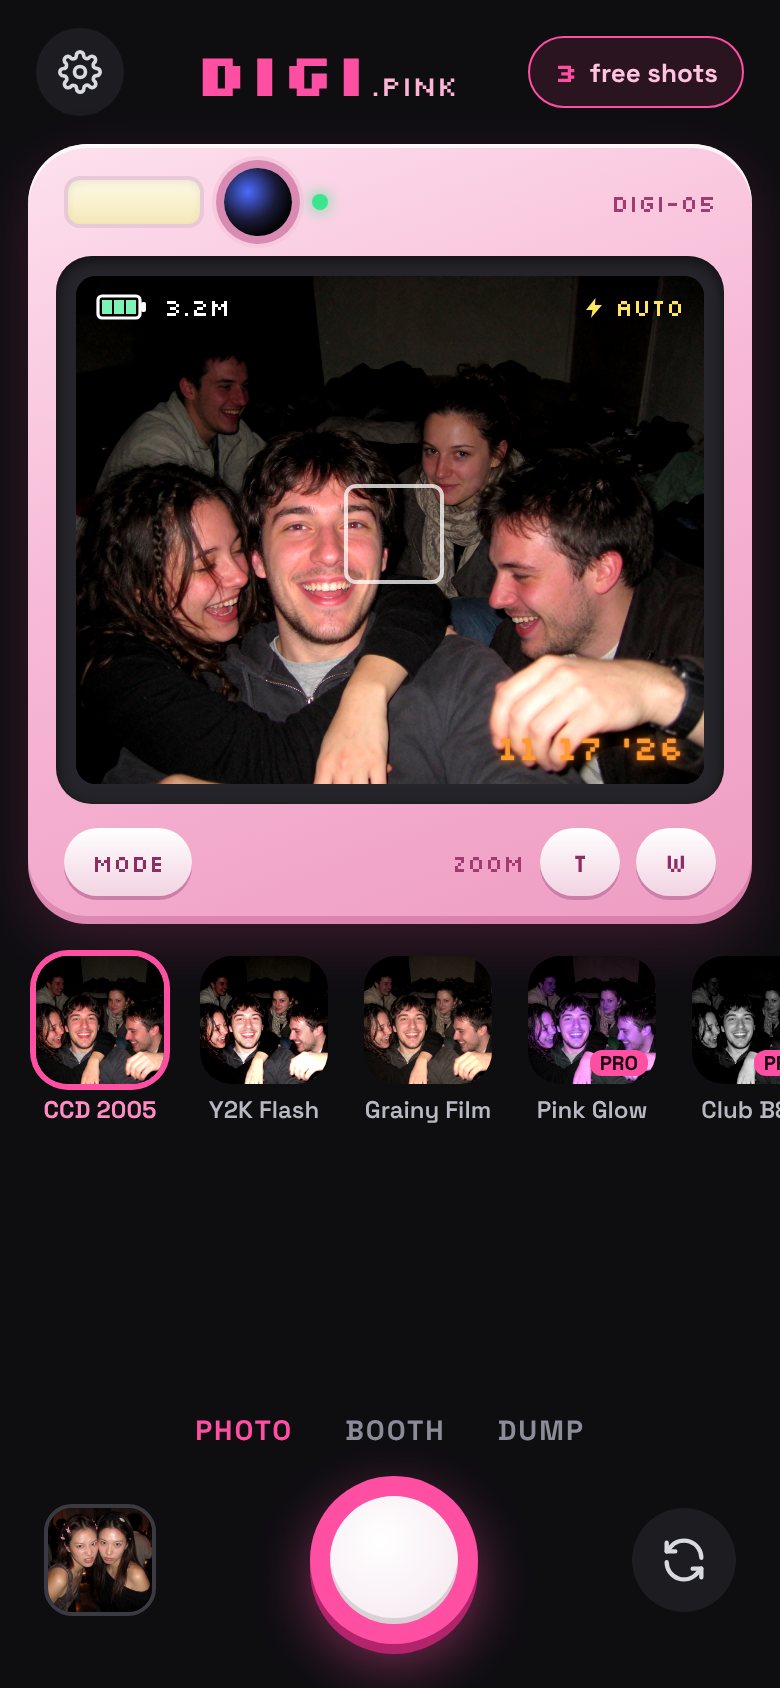 DIGI.PINK
3 free shots
DIGI-05
3.2M
AUTO
11 17 '26
MODE
ZOOM T W
PRO
CCD 2005
Y2K Flash
Grainy Film
Pink Glow
Club
PHOTO BOOTH DUMP